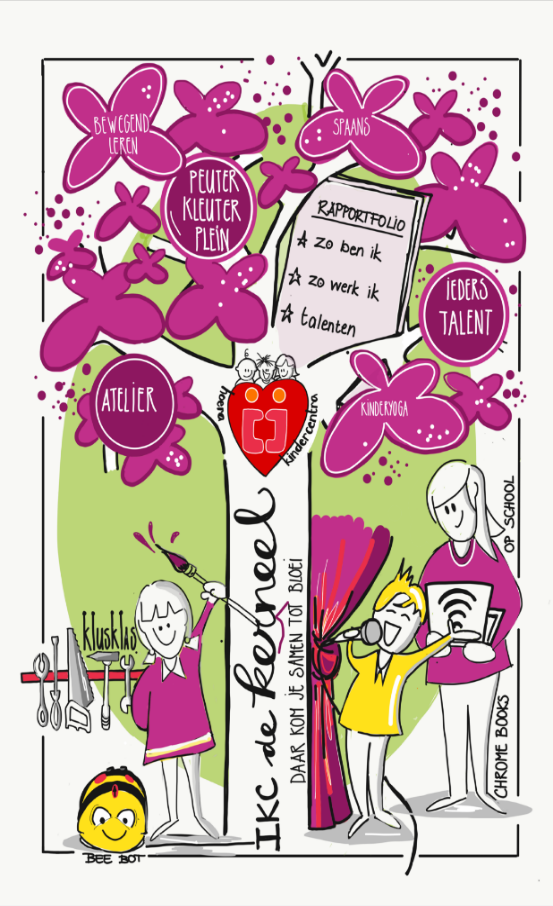 BEWEGEND
LEREN
SPAANS
PEUTER
KLEUTER
PLEIN
RAPPORTFOLIO
☆ zo ben ik
☆ zo werk ik
☆ talenten
IEDERS
TALENT
ATELIER
hoera
kindercentra
KINDERYOGA
IKC de kerneel
DAAR KOM JE SAMEN TOT BLOEI
OP SCHOOL
CHROME BOOKS
klusklas
BEE BOT